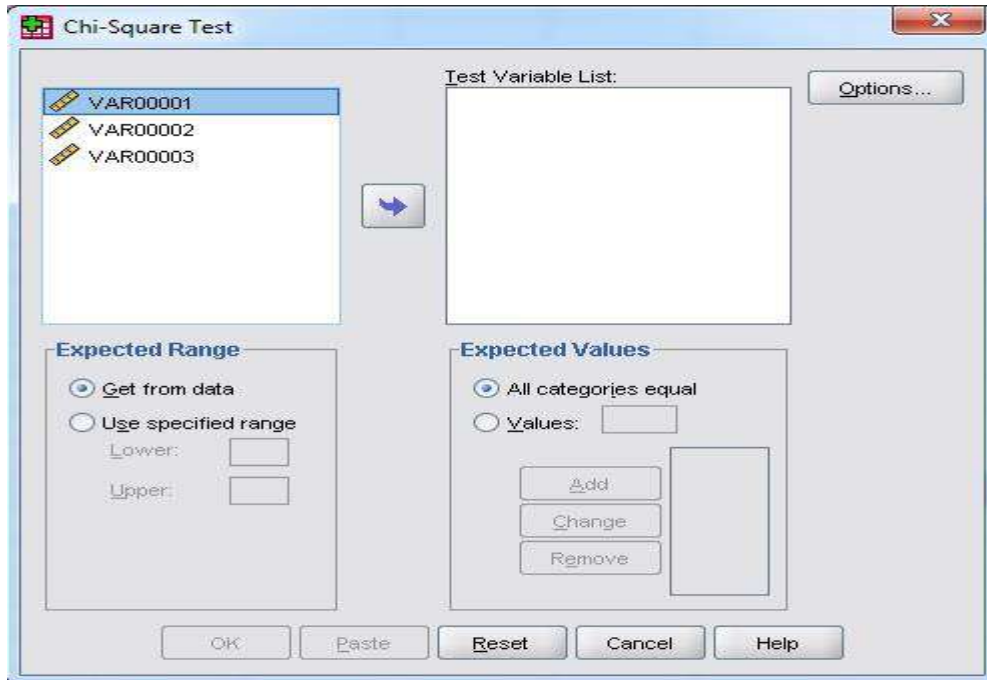 Chi-Square Test
Test Variable List:
Options...
VAR00001
VAR00002
VAR00003
Expected Range
Get from data
Use specified range
Lower:
Upper:
Expected Values
All categories equal
Values:
Add
Change
Remove
OK
Paste
Reset
Cancel
Help